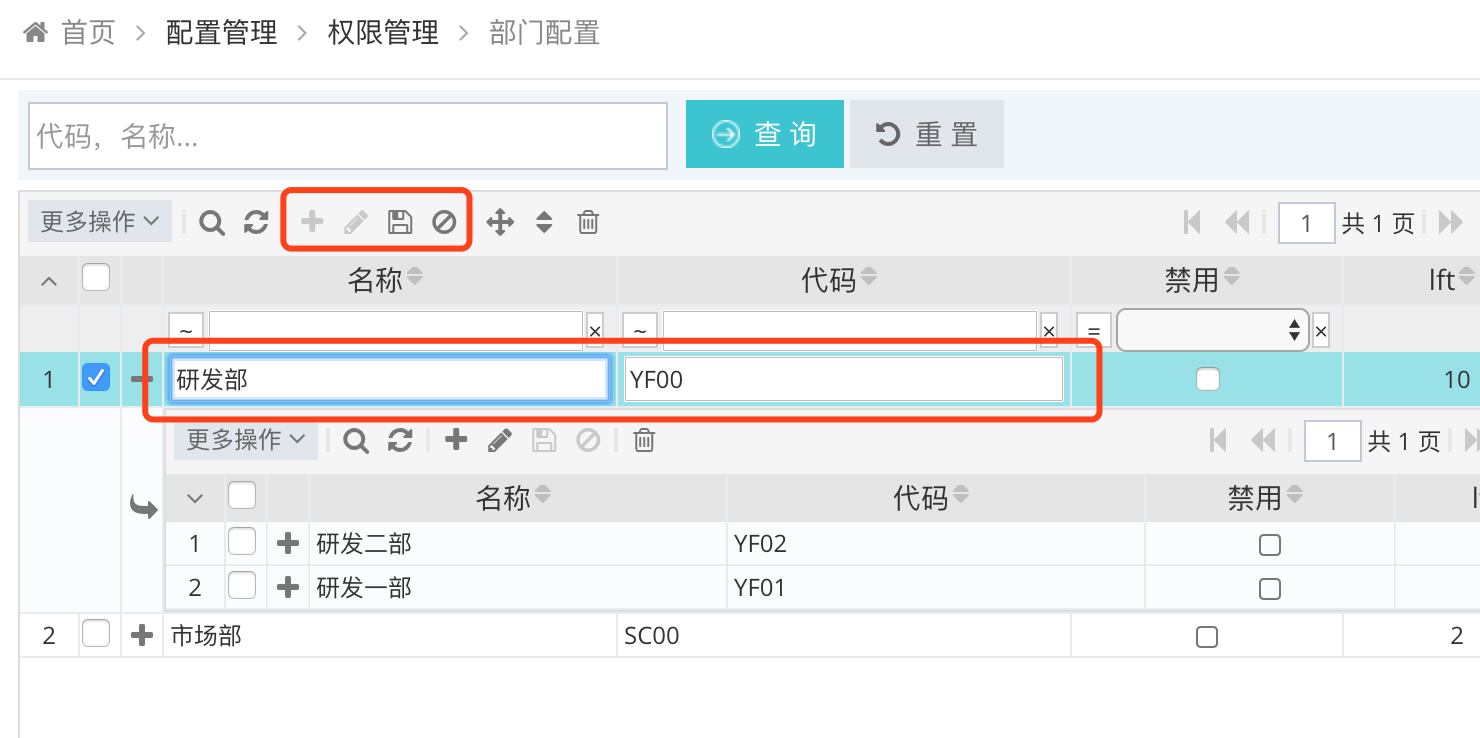 首页 > 配置管理 > 权限管理 > 部门配置
代码，名称... 查 询 重 置
更多操作 1 共 1 页
名称 代码 禁用 lft
~ × ~ × = ×
1 研发部 YF00 10
更多操作 1 共 1 页
名称 代码 禁用
1 研发二部 YF02
2 研发一部 YF01
2 市场部 SC00 2